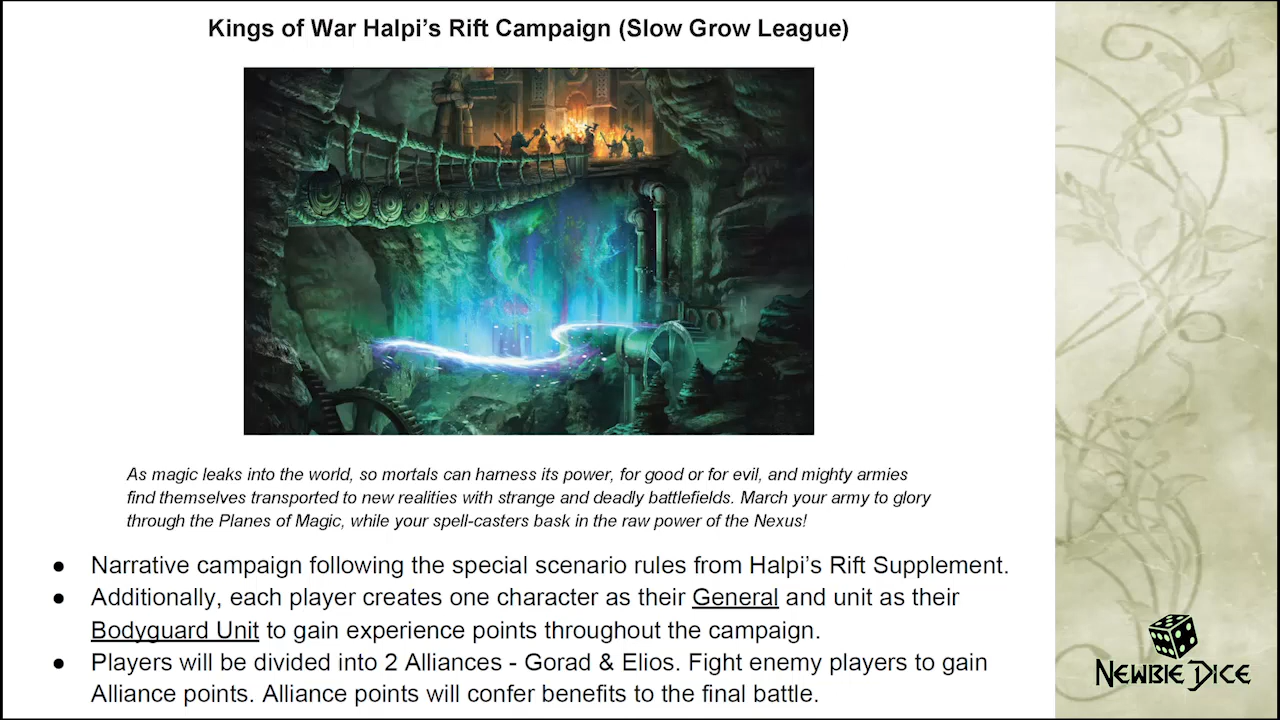 Kings of War Halpi's Rift Campaign (Slow Grow League)
As magic leaks into the world, so mortals can harness its power, for good or for evil, and mighty armies
find themselves transported to new realities with strange and deadly battlefields. March your army to glory
through the Planes of Magic, while your spell-casters bask in the raw power of the Nexus!
● Narrative campaign following the special scenario rules from Halpi's Rift Supplement.
● Additionally, each player creates one character as their General and unit as their
Bodyguard Unit to gain experience points throughout the campaign.
● Players will be divided into 2 Alliances - Gorad & Elios. Fight enemy players to gain
Alliance points. Alliance points will confer benefits to the final battle.
NEWBIE DICE